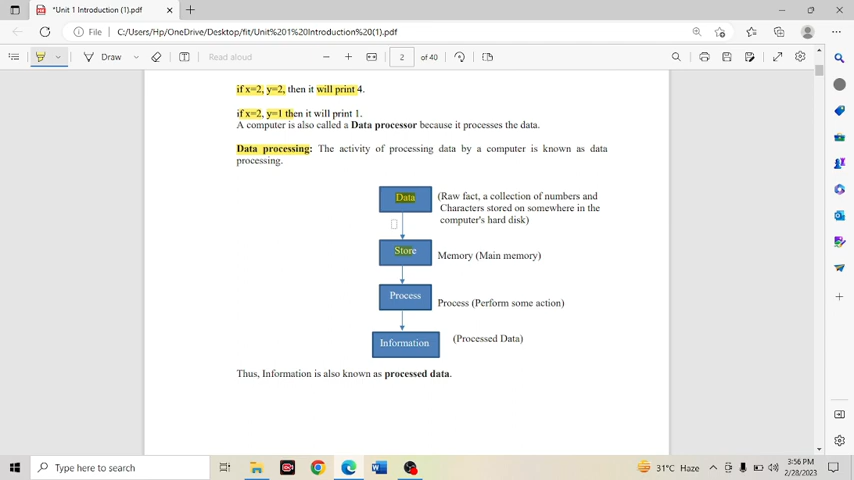 *Unit 1 Introduction (1).pdf
File
C:/Users/Hp/OneDrive/Desktop/fit/Unit%201%20Introduction%20(1).pdf
Draw
Read aloud
2
of 40
if x=2, y=2, then it will print 4.
if x=2, y=1 then it will print 1.
A computer is also called a Data processor because it processes the data.
Data processing: The activity of processing data by a computer is known as data
processing.
Data
(Raw fact, a collection of numbers and
Characters stored on somewhere in the
computer's hard disk)
Store
Memory (Main memory)
Process
Process (Perform some action)
Information
(Processed Data)
Thus, Information is also known as processed data.
Type here to search
31°C Haze
3:56 PM
2/28/2023